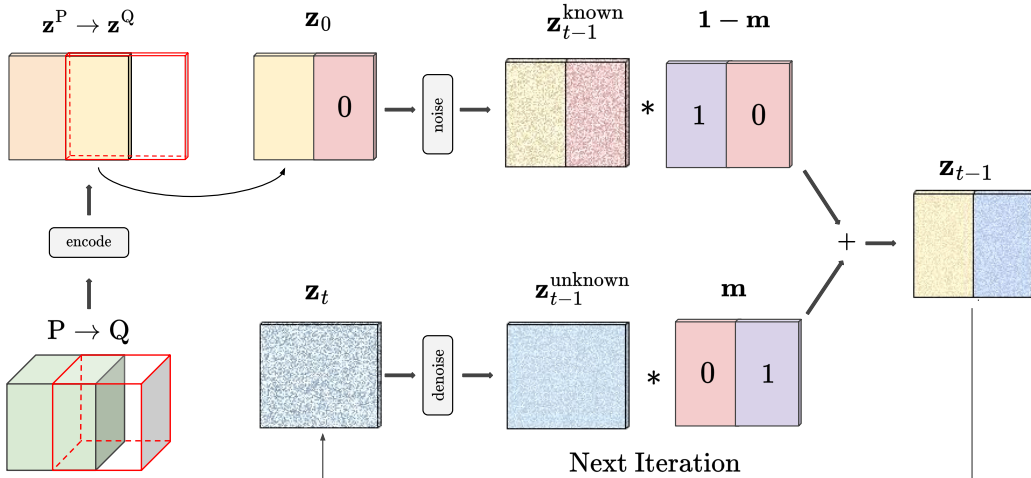 z^P → z^Q
z_0
z_{t−1}^{known}
1 − m
0
noise
*
1
0
encode
z_{t−1}
+
P → Q
z_t
z_{t−1}^{unknown}
m
denoise
*
0
1
Next Iteration